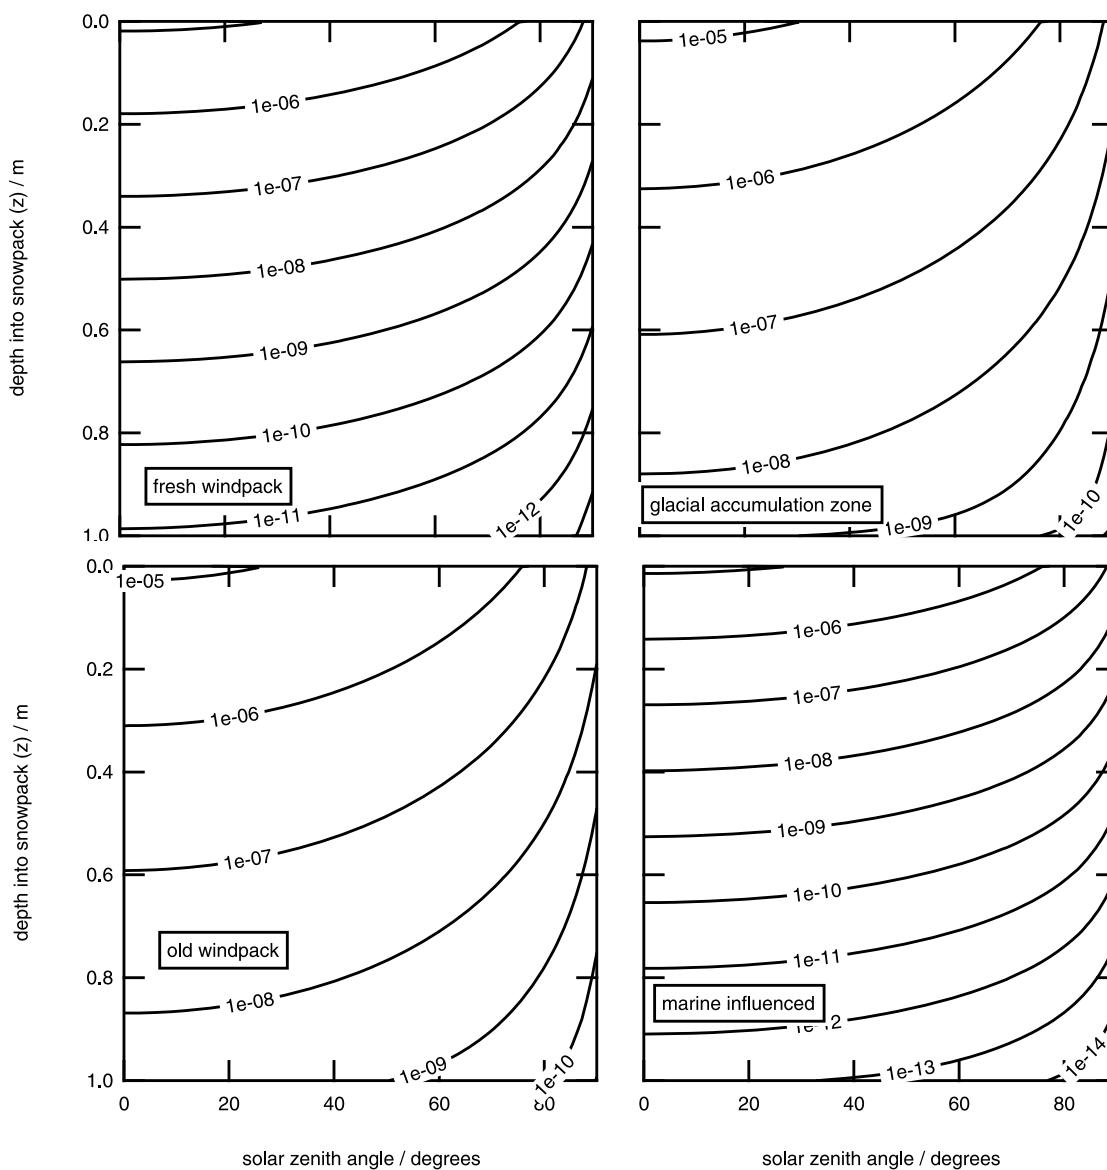 0.0
0.2
0.4
0.6
0.8
1.0
depth into snowpack (z) / m
1e-06
1e-07
1e-08
1e-09
1e-10
1e-11
1e-12
fresh windpack
1e-05
1e-06
1e-07
1e-08
1e-09
1e-10
glacial accumulation zone
0.0
0.2
0.4
0.6
0.8
1.0
depth into snowpack (z) / m
1e-05
1e-06
1e-07
1e-08
1e-09
1e-10
old windpack
0 20 40 60 80
solar zenith angle / degrees
1e-06
1e-07
1e-08
1e-09
1e-10
1e-11
1e-12
1e-13
1e-14
marine influenced
0 20 40 60 80
solar zenith angle / degrees